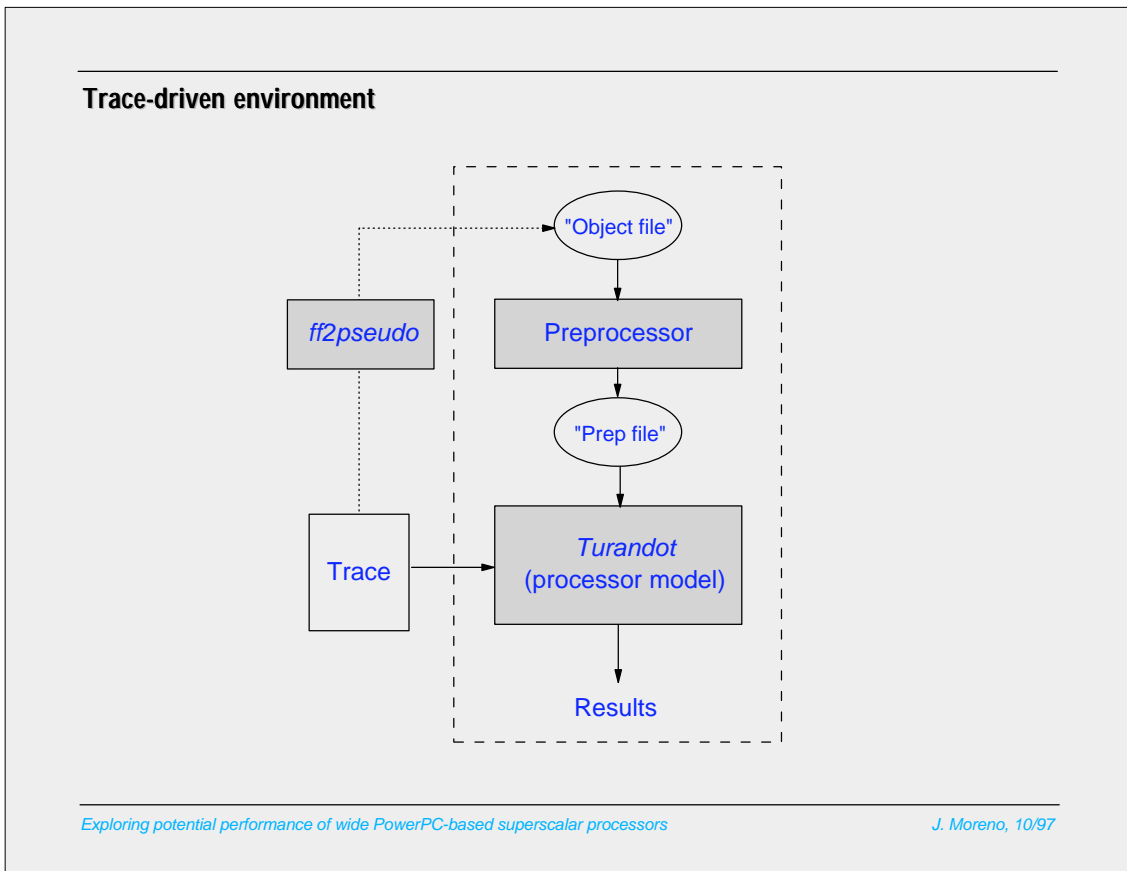 Trace-driven environment
"Object file"
ff2pseudo
Preprocessor
"Prep file"
Trace
Turandot
(processor model)
Results
Exploring potential performance of wide PowerPC-based superscalar processors
J. Moreno, 10/97